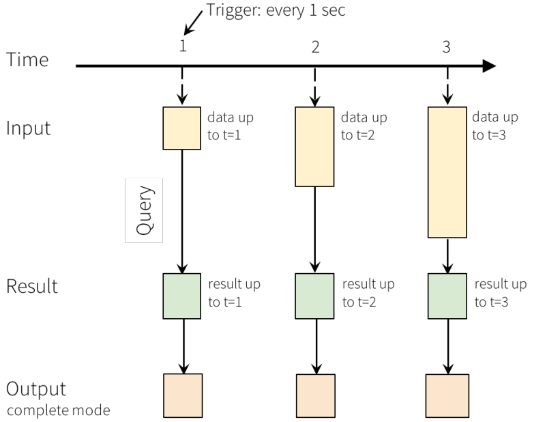 Trigger: every 1 sec
1 2 3
Time
Input
data up
to t=1
data up
to t=2
data up
to t=3
Query
Result
result up
to t=1
result up
to t=2
result up
to t=3
Output
complete mode